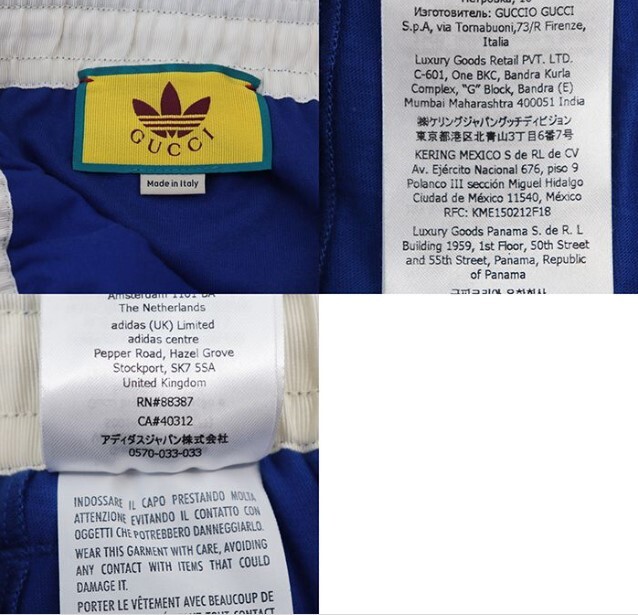 GUCCI
Made in Italy
Изготовитель: GUCCIO GUCCI
S.p.A, via Tornabuoni,73/R Firenze,
Italia
Luxury Goods Retail PVT. LTD.
C-601, One BKC, Bandra Kurla
Complex, "G" Block, Bandra (E)
Mumbai Maharashtra 400051 India
㈱ケリングジャパングッチディビジョン
東京都港区北青山3丁目6番7号
KERING MEXICO S de RL de CV
Av. Ejército Nacional 676, piso 9
Polanco III sección Miguel Hidalgo
Ciudad de México 11540, México
RFC: KME150212F18
Luxury Goods Panama S. de R. L
Building 1959, 1st Floor, 50th Street
and 55th Street, Panama, Republic
of Panama
Amsterdam 1101 BA
The Netherlands
adidas (UK) Limited
adidas centre
Pepper Road, Hazel Grove
Stockport, SK7 5SA
United Kingdom
RN#88387
CA#40312
アディダスジャパン株式会社
0570-033-033
INDOSSARE IL CAPO PRESTANDO MOLTA
ATTENZIONE EVITANDO IL CONTATTO CON
OGGETTI CHE POTREBBERO DANNEGGIARLO.
WEAR THIS GARMENT WITH CARE, AVOIDING
ANY CONTACT WITH ITEMS THAT COULD
DAMAGE IT.
PORTER LE VÊTEMENT AVEC BEAUCOUP DE